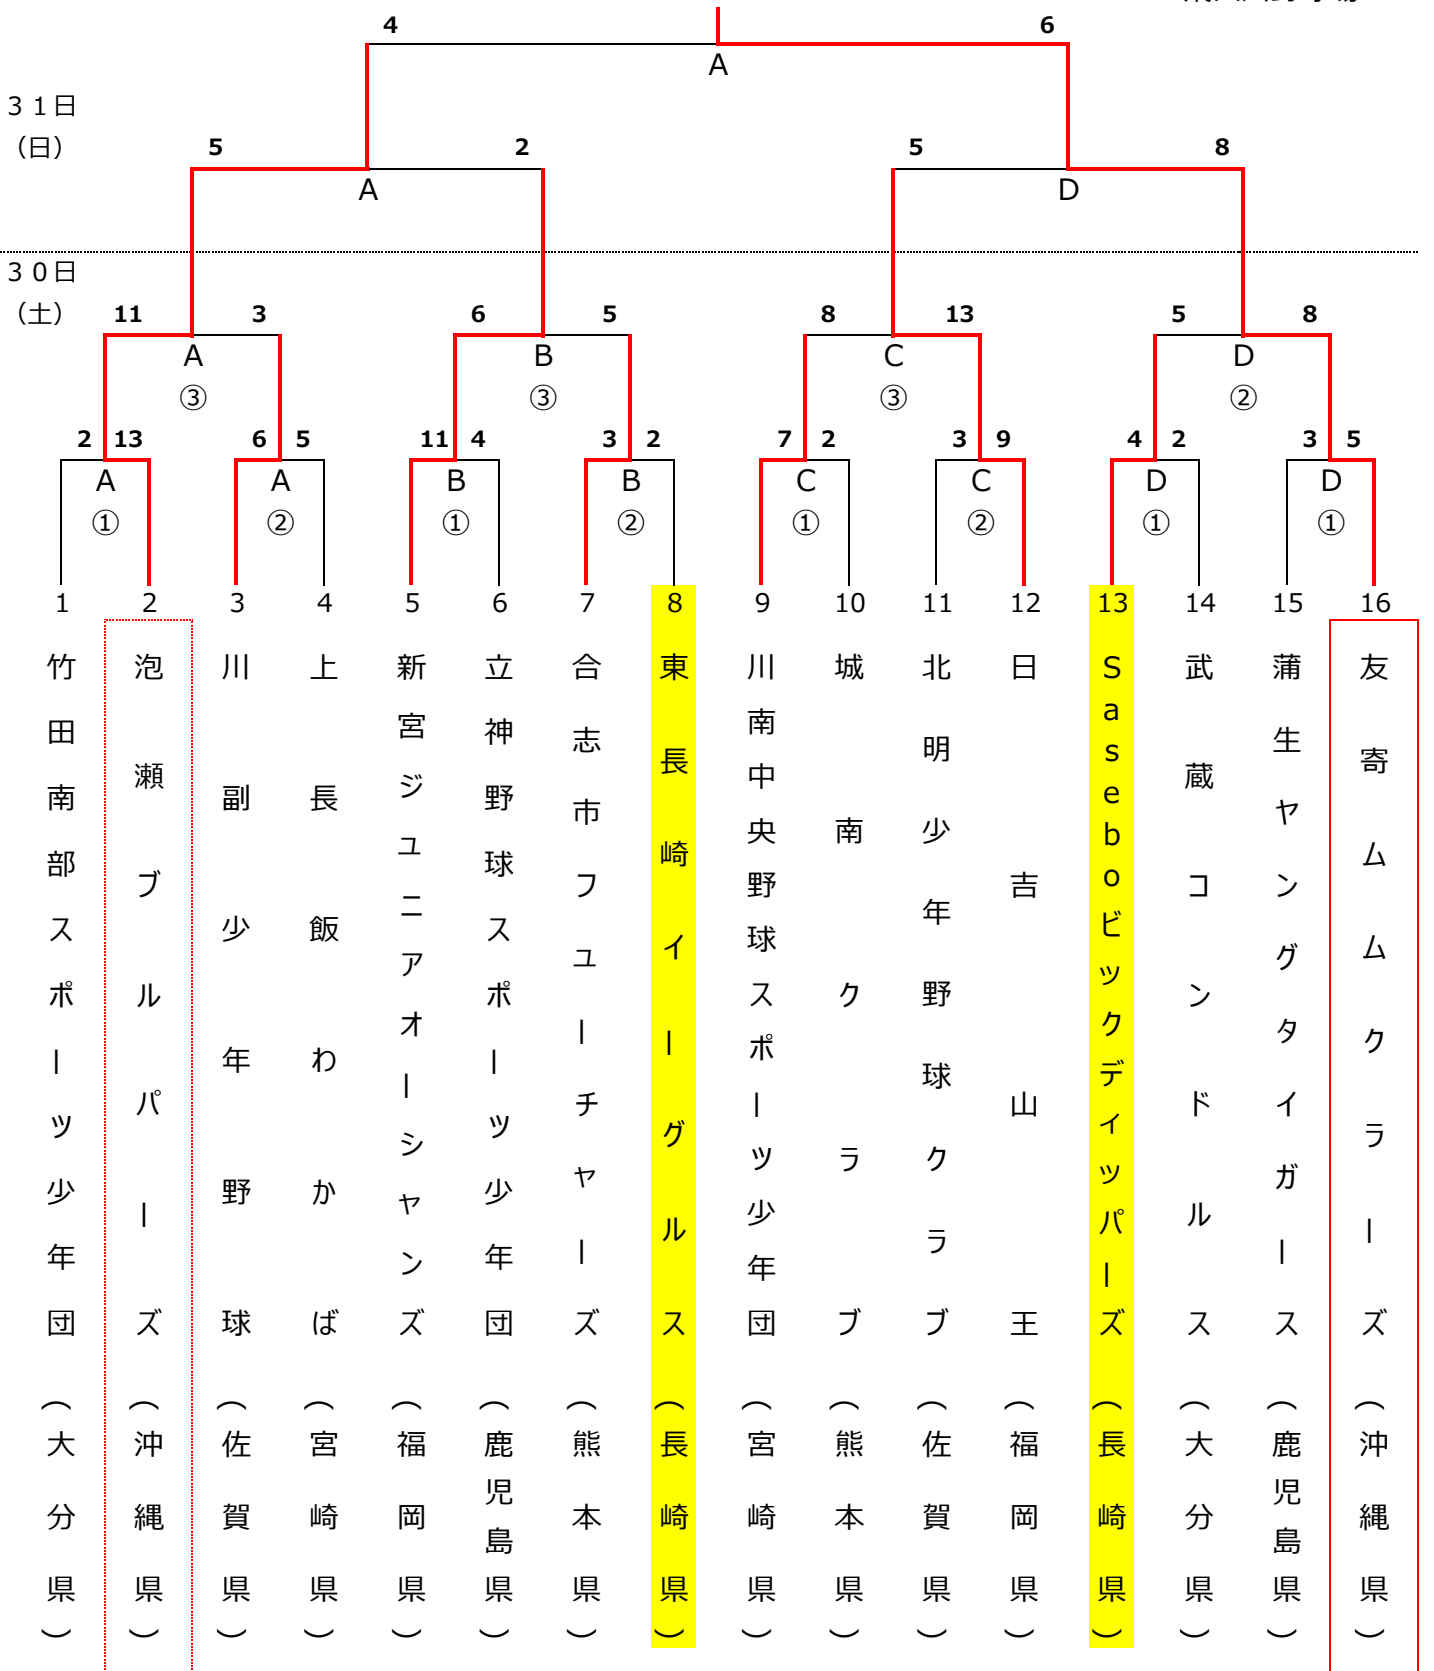 4 6
A
３１日
（日）
5 2 5 8
A D
３０日
（土）
11 3 6 5 8 13 5 8
A B C D
③ ③ ③ ②
2 13 6 5 11 4 3 2 7 2 3 9 4 2 3 5
A A B B C C D D
① ② ① ② ① ② ① ①
1 2 3 4 5 6 7 8 9 10 11 12 13 14 15 16
竹田南部スポーツ少年団（大分県）
泡瀬ブルパーズ（沖縄県）
川副少年野球（佐賀県）
上長飯わかば（宮崎県）
新宮ジュニアオーシャンズ（福岡県）
立神野球スポーツ少年団（鹿児島県）
合志市フューチャーズ（熊本県）
東長崎イーグルス（長崎県）
川南中央野球スポーツ少年団（宮崎県）
城南クラブ（熊本県）
北明少年野球クラブ（佐賀県）
日吉山王（福岡県）
Saseboビックディッパーズ（長崎県）
武蔵コンドルス（大分県）
蒲生ヤングタイガース（鹿児島県）
友寄ムムクラーズ（沖縄県）